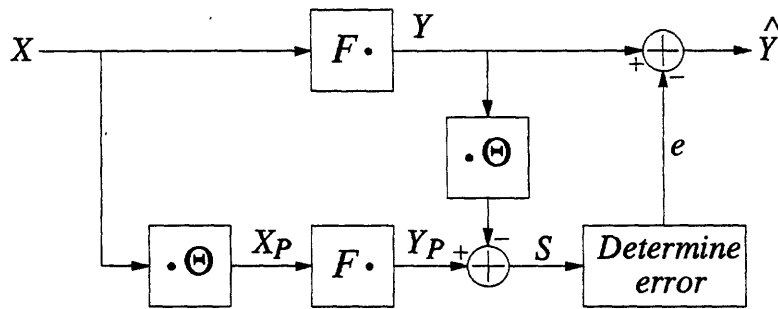 X
F ·
Y
+
−
Ŷ
· Θ
e
· Θ
X_P
F ·
Y_P
+
−
S
Determine
error